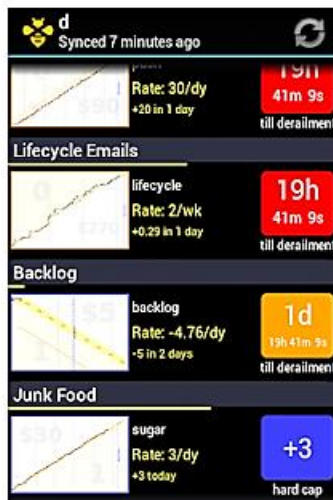 d
Synced 7 minutes ago
Rate: 30/dy
+20 in 1 day
19h
41m 9s
till derailment
Lifecycle Emails
lifecycle
Rate: 2/wk
+0.29 in 1 day
19h
41m 9s
till derailment
Backlog
$5
backlog
Rate: -4.76/dy
-5 in 2 days
1d
19h 41m 9s
till derailment
Junk Food
$30
sugar
Rate: 3/dy
+3 today
+3
hard cap